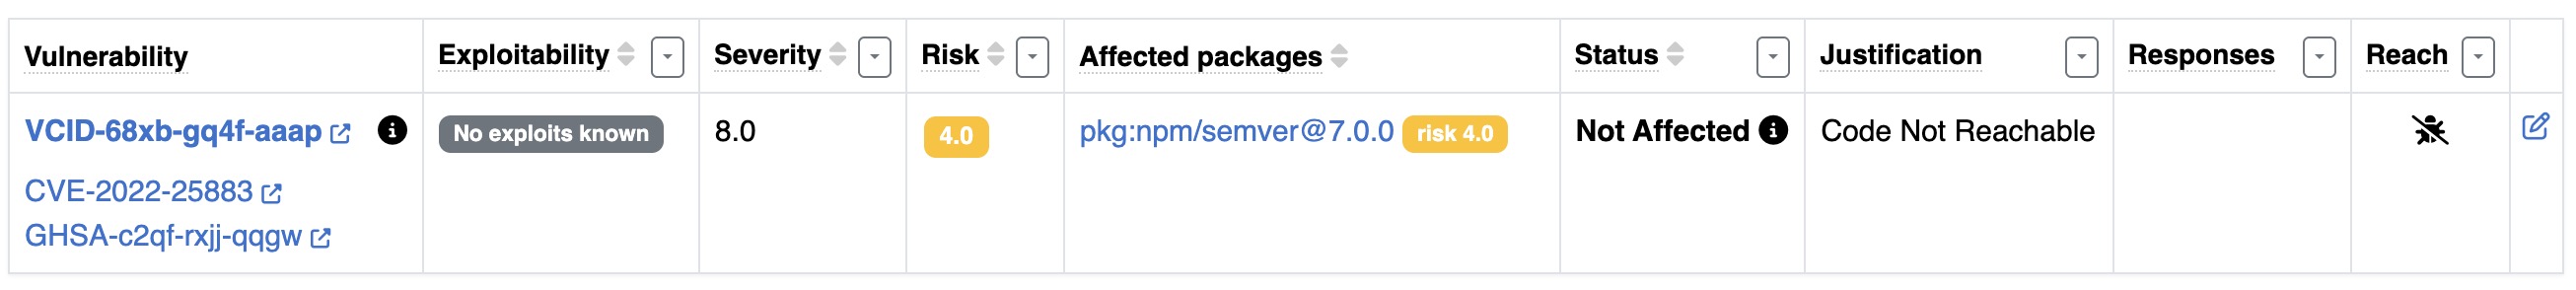 Vulnerability Exploitability Severity Risk Affected packages Status Justification Responses Reach
VCID-68xb-gq4f-aaap No exploits known 8.0 4.0 pkg:npm/semver@7.0.0 risk 4.0 Not Affected Code Not Reachable
CVE-2022-25883
GHSA-c2qf-rxjj-qqgw